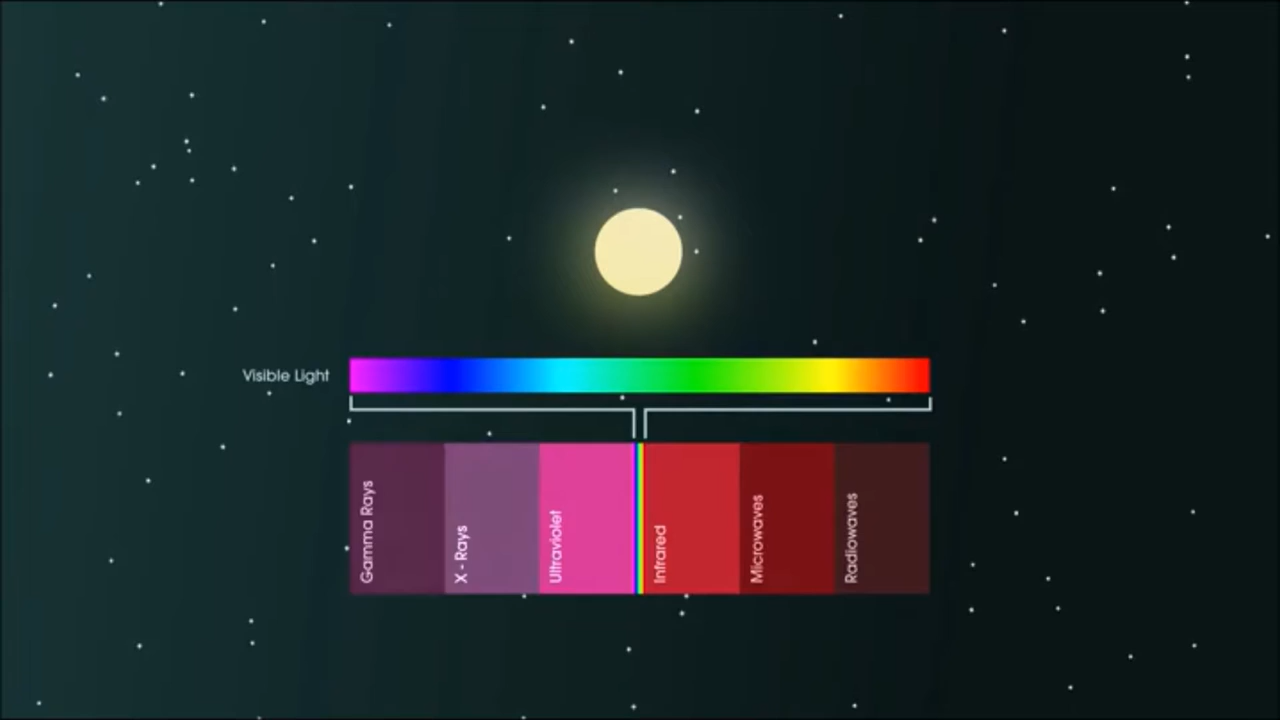 Visible Light
Gamma Rays
X - Rays
Ultraviolet
Infrared
Microwaves
Radiowaves